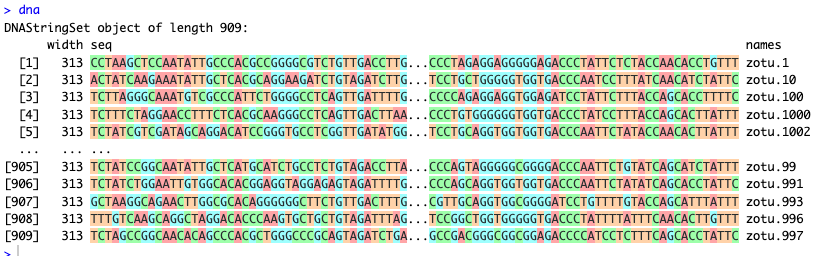 > dna
DNAStringSet object of length 909:
width seq names
[1] 313 CCTAAGCTCCAATATTGCCCACGCCGGGGCGTCTGTTGACCTTG...CCCTAGAGGAGGGGGAGACCCTATTCTCTACCAACACCTGTTT zotu.1
[2] 313 ACTATCAAGAAATATTGCTCACGCAGGAAGATCTGTAGATCTTG...TCCTGCTGGGGGTGGTGACCCAATCCTTTATCAACATCTATTC zotu.10
[3] 313 TCTTAGGGCAAATGTCGCCCATTCTGGGGCCTCAGTTGATTTTG...CCCCAGAGGAGGTGGAGATCCTATTCTTTACCAGCACCTTTTC zotu.100
[4] 313 TCTTTCTAGGAACCTTTCTCACGCAAGGGCCTCAGTTGACTTAA...CCCTGTGGGGGGTGGTGACCCTATCCTTTACCAGCACTTATTT zotu.1000
[5] 313 TCTATCGTCGATAGCAGGACATCCGGGTGCCTCGGTTGATATGG...TCCTGCAGGTGGTGGTGACCCAATTCTATACCAACACTTATTT zotu.1002
... ... ...
[905] 313 TCTATCCGGCAATATTGCTCATGCATCTGCCTCTGTAGACCTTA...CCCAGTAGGGGGCGGGGACCCAATTCTGTATCAGCATCTATTT zotu.99
[906] 313 TCTATCTGGAATTGTGGCACACGGAGGTAGGAGAGTAGATTTTG...CCCAGCAGGTGGTGGTGACCCAATTCTATATCAGCACCTATTC zotu.991
[907] 313 GCTAAGGCAGAACTTGGCGCACAGGGGGGCTTCTGTTGACTTTG...CGTTGCAGGTGGCGGGGATCCTGTTTTGTACCAGCATTTATTT zotu.993
[908] 313 TTTGTCAAGCAGGCTAGGACACCCAAGTGCTGCTGTAGATTTAG...TCCGGCTGGTGGGGGTGACCCTATTTTATTTCAACACTTGTTT zotu.996
[909] 313 TCTAGCCGGCAACACAGCCCACGCTGGGCCCGCAGTAGATCTGA...GCCGACGGGCGGCGGAGACCCCATCCTCTTTCAGCACCTATTC zotu.997
>